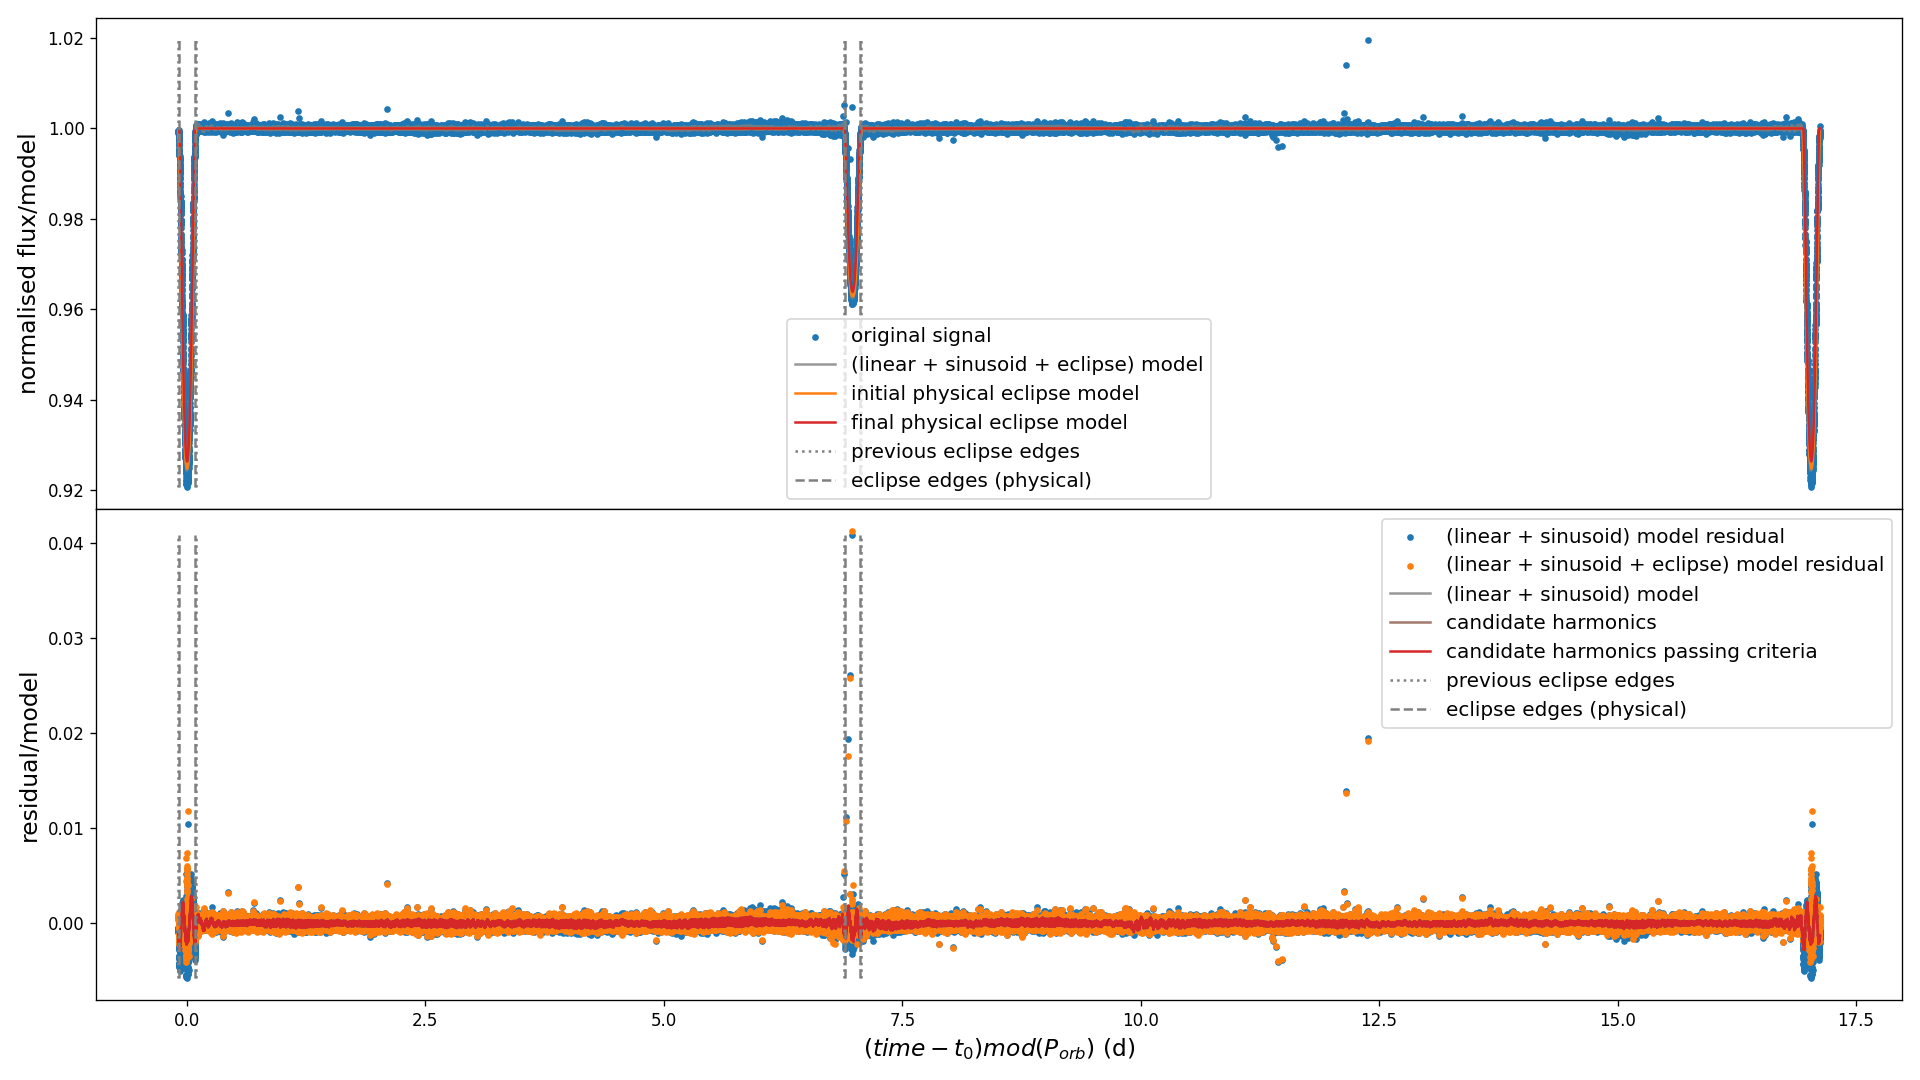 1.02
1.00
0.98
0.96
0.94
0.92
normalised flux/model
original signal
(linear + sinusoid + eclipse) model
initial physical eclipse model
final physical eclipse model
previous eclipse edges
eclipse edges (physical)
0.04
0.03
0.02
0.01
0.00
residual/model
(linear + sinusoid) model residual
(linear + sinusoid + eclipse) model residual
(linear + sinusoid) model
candidate harmonics
candidate harmonics passing criteria
previous eclipse edges
eclipse edges (physical)
0.0 2.5 5.0 7.5 10.0 12.5 15.0 17.5
(time − t₀)mod(P_orb) (d)